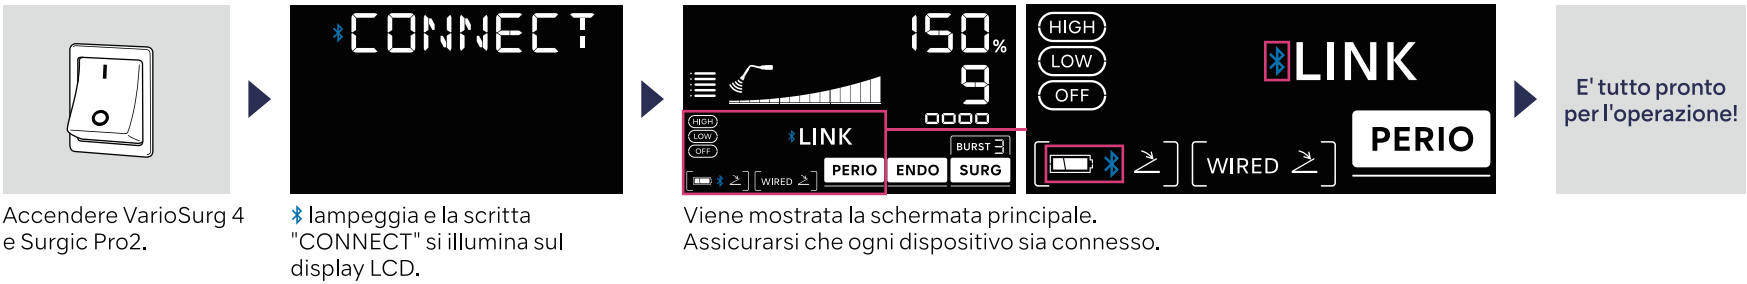 CONNECT
150%
9
0000
HIGH
LOW
OFF
LINK
BURST 3
PERIO
ENDO
SURG
WIRED
HIGH
LOW
OFF
LINK
PERIO
WIRED
E' tutto pronto
per l'operazione!
Accendere VarioSurg 4
e Surgic Pro2.
lampeggia e la scritta
"CONNECT" si illumina sul
display LCD.
Viene mostrata la schermata principale.
Assicurarsi che ogni dispositivo sia connesso.